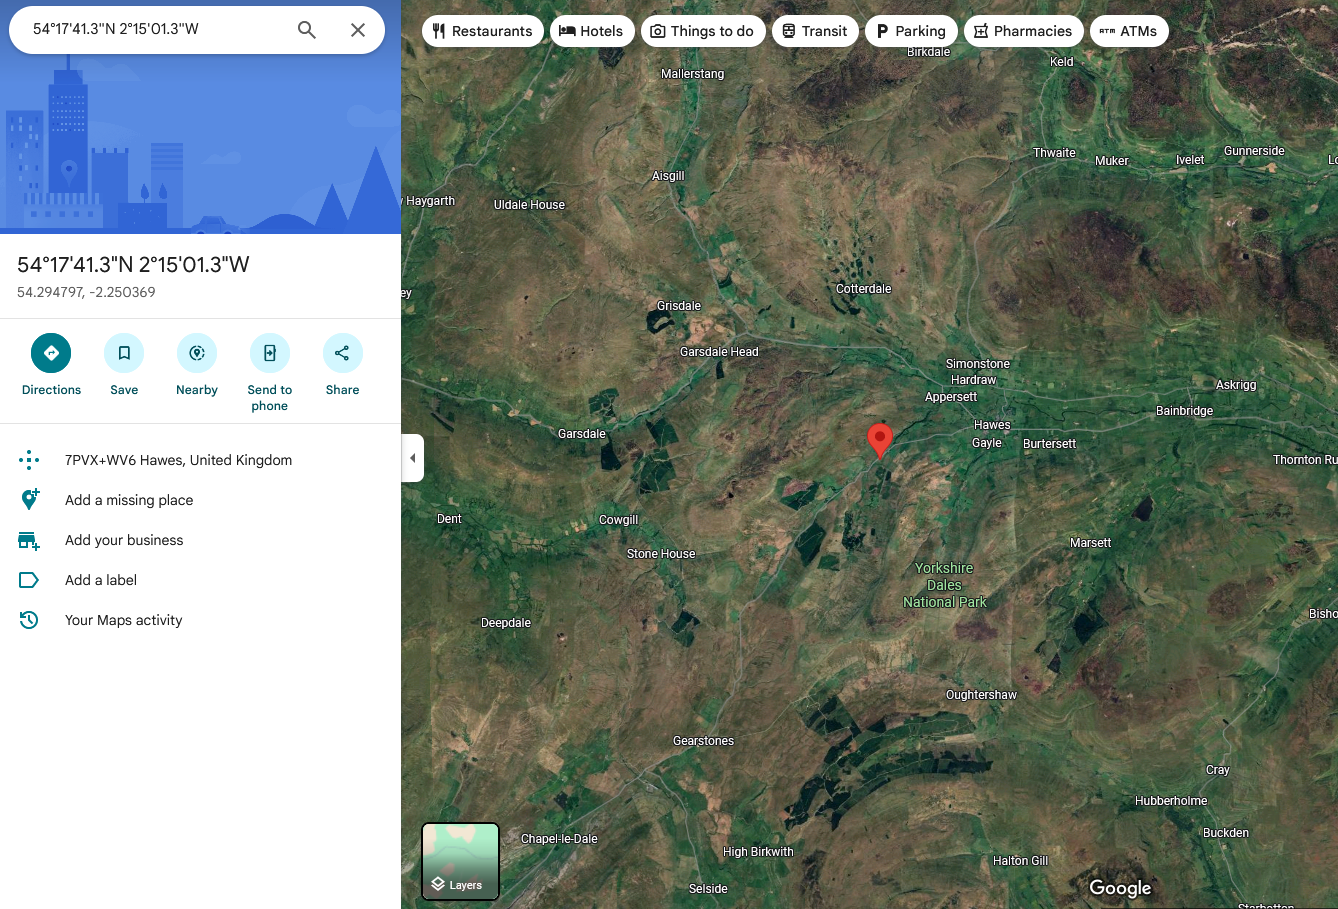 54°17'41.3"N 2°15'01.3"W
Restaurants
Hotels
Things to do
Transit
Parking
Pharmacies
ATM ATMs
54°17'41.3"N 2°15'01.3"W
54.294797, -2.250369
Directions
Save
Nearby
Send to
phone
Share
7PVX+WV6 Hawes, United Kingdom
Add a missing place
Add your business
Add a label
Your Maps activity
Birkdale
Keld
Mallerstang
Thwaite
Muker
Ivelet
Gunnerside
Aisgill
Haygarth
Uldale House
Cotterdale
Grisdale
Garsdale Head
Simonstone
Hardraw
Appersett
Askrigg
Bainbridge
Hawes
Gayle
Burtersett
Garsdale
Thornton Ru
Dent
Cowgill
Stone House
Marsett
Yorkshire
Dales
National Park
Deepdale
Bisho
Oughtershaw
Gearstones
Cray
Hubberholme
Buckden
Chapel-le-Dale
High Birkwith
Halton Gill
Selside
Layers
Google
Starbotton